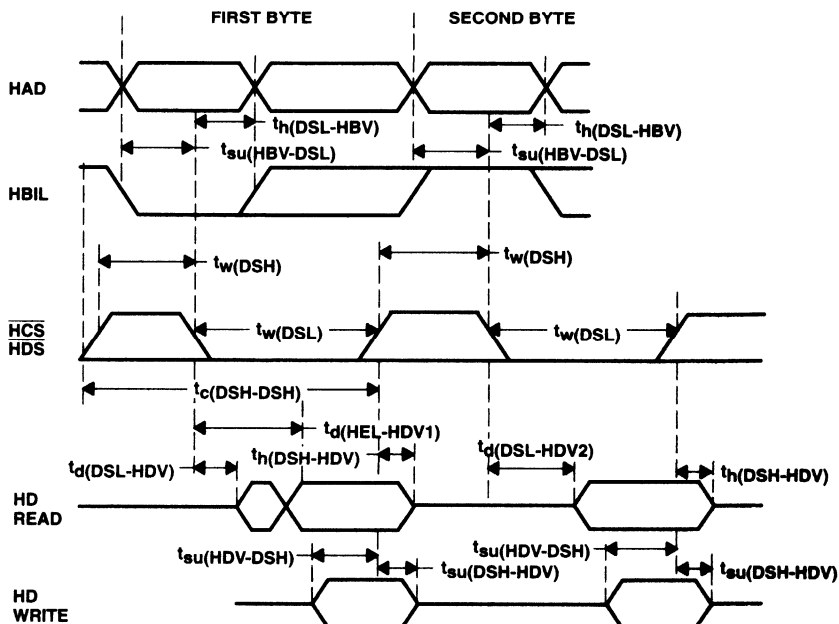 FIRST BYTE SECOND BYTE
HAD
th(DSL-HBV) th(DSL-HBV)
tsu(HBV-DSL) tsu(HBV-DSL)
HBIL
tw(DSH) tw(DSH)
HCS
HDS
tw(DSL) tw(DSL)
tc(DSH-DSH)
td(HEL-HDV1)
th(DSH-HDV) td(DSL-HDV2)
td(DSL-HDV) th(DSH-HDV)
HD
READ
tsu(HDV-DSH) tsu(HDV-DSH)
tsu(DSH-HDV) tsu(DSH-HDV)
HD
WRITE